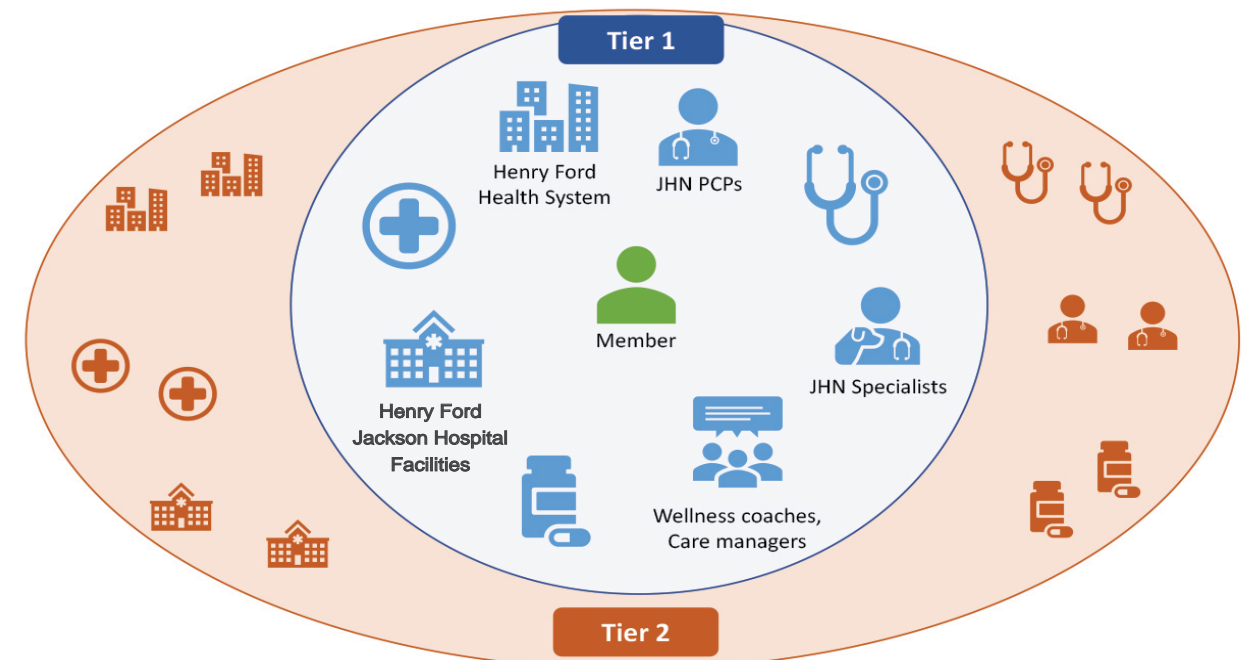 Tier 1
Henry Ford
Health System
JHN PCPs
Member
JHN Specialists
Henry Ford
Jackson Hospital
Facilities
Wellness coaches,
Care managers
Tier 2